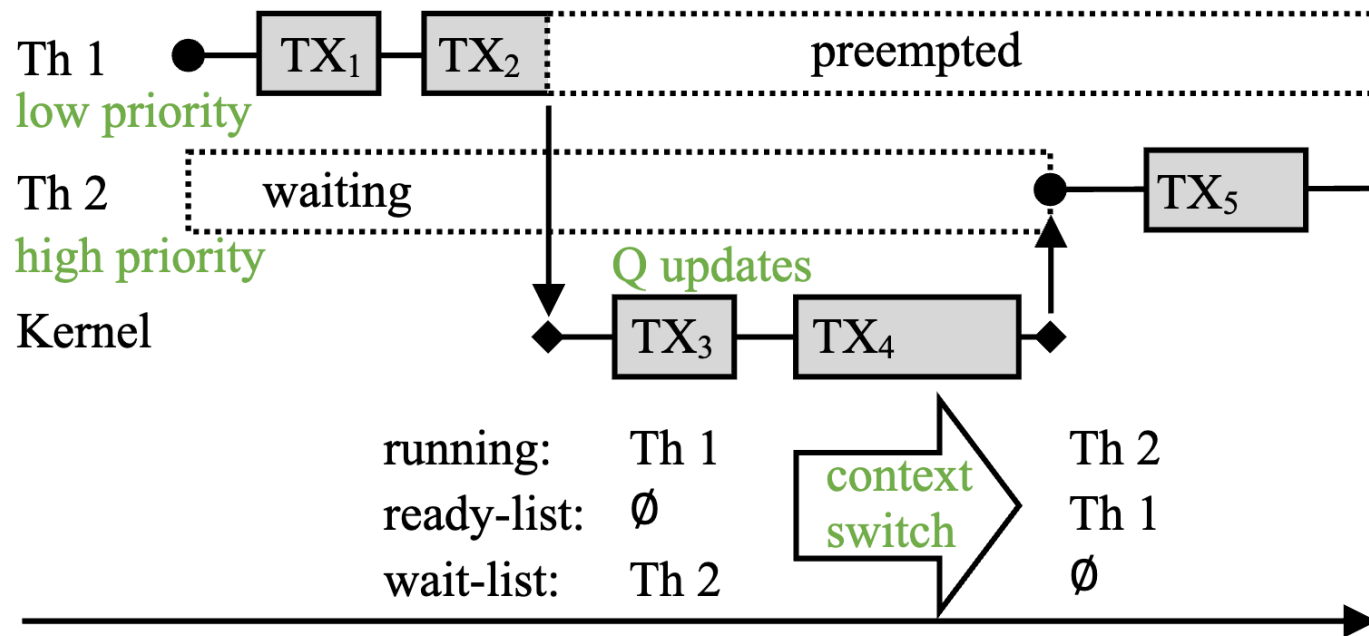 Th 1 TX₁ TX₂ preempted
low priority
Th 2 waiting TX₅
high priority
Q updates
Kernel TX₃ TX₄
running: Th 1 Th 2
ready-list: ∅ context Th 1
switch
wait-list: Th 2 ∅